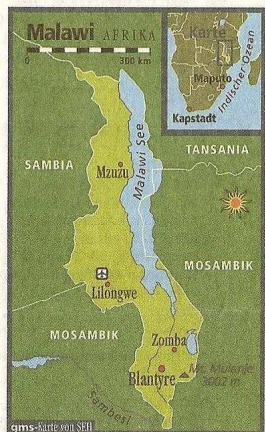 Malawi AFRIKA
0 300 km
Karte
Maputo
Indischer Ozean
Kapstadt
TANSANIA
SAMBIA
Mzuzu
Malawi See
MOSAMBIK
Lilongwe
MOSAMBIK
Zomba
Mt. Mulanje
3002 m
Blantyre
Sambesi
gms-Karte von SEH